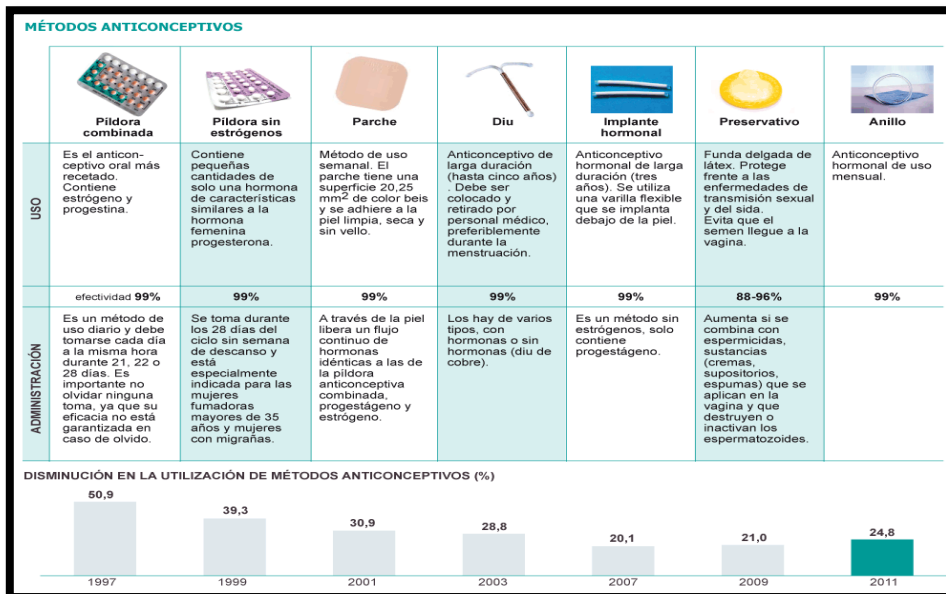 MÉTODOS ANTICONCEPTIVOS
Píldora
combinada
Píldora sin
estrógenos
Parche
Diu
Implante
hormonal
Preservativo
Anillo
USO
Es el anticon-
ceptivo oral más
recetado.
Contiene
estrógeno y
progestina.
Contiene
pequeñas
cantidades de
solo una hormona
de características
similares a la
hormona
femenina
progesterona.
Método de uso
semanal. El
parche tiene una
superficie 20,25
mm² de color beis
y se adhiere a la
piel limpia, seca y
sin vello.
Anticonceptivo de
larga duración
(hasta cinco años)
. Debe ser
colocado y
retirado por
personal médico,
preferiblemente
durante la
menstruación.
Anticonceptivo
hormonal de larga
duración (tres
años). Se utiliza
una varilla flexible
que se implanta
debajo de la piel.
Funda delgada de
látex. Protege
frente a las
enfermedades de
transmisión sexual
y del sida.
Evita que el
semen llegue a la
vagina.
Anticonceptivo
hormonal de uso
mensual.
efectividad 99%
99%
99%
99%
99%
88-96%
99%
ADMINISTRACIÓN
Es un método de
uso diario y debe
tomarse cada día
a la misma hora
durante 21, 22 o
28 días. Es
importante no
olvidar ninguna
toma, ya que su
eficacia no está
garantizada en
caso de olvido.
Se toma durante
los 28 días del
ciclo sin semana
de descanso y
está
especialmente
indicada para las
mujeres
fumadoras
mayores de 35
años y mujeres
con migrañas.
A través de la piel
libera un flujo
continuo de
hormonas
idénticas a las de
la píldora
anticonceptiva
combinada,
progestágeno y
estrógeno.
Los hay de varios
tipos, con
hormonas o sin
hormonas (diu de
cobre).
Es un método sin
estrógenos, solo
contiene
progestágeno.
Aumenta si se
combina con
espermicidas,
sustancias
(cremas,
supositorios,
espumas) que se
aplican en la
vagina y que
destruyen o
inactivan los
espermatozoides.
DISMINUCIÓN EN LA UTILIZACIÓN DE MÉTODOS ANTICONCEPTIVOS (%)
50,9
39,3
30,9
28,8
20,1
21,0
24,8
1997
1999
2001
2003
2007
2009
2011